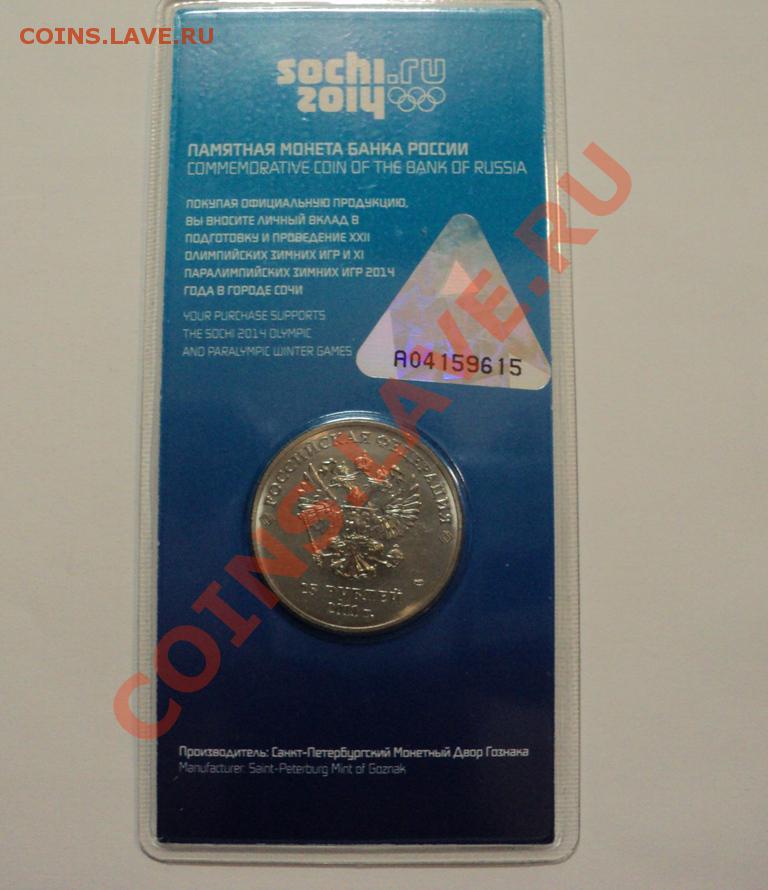 COINS.LAVE.RU
sochi.ru
2014
ПАМЯТНАЯ МОНЕТА БАНКА РОССИИ
COMMEMORATIVE COIN OF THE BANK OF RUSSIA
ПОКУПАЯ ОФИЦИАЛЬНУЮ ПРОДУКЦИЮ,
ВЫ ВНОСИТЕ ЛИЧНЫЙ ВКЛАД В
ПОДГОТОВКУ И ПРОВЕДЕНИЕ XXII
ОЛИМПИЙСКИХ ЗИМНИХ ИГР И XI
ПАРАЛИМПИЙСКИХ ЗИМНИХ ИГР 2014
ГОДА В ГОРОДЕ СОЧИ
YOUR PURCHASE SUPPORTS
THE SOCHI 2014 OLYMPIC
AND PARALYMPIC WINTER GAMES
A04159615
РОССИЙСКАЯ ФЕДЕРАЦИЯ
25 РУБЛЕЙ
2011 г.
COINS.LAVE.RU
Производитель: Санкт-Петербургский Монетный Двор Гознака
Manufacturer: Saint-Peterburg Mint of Goznak